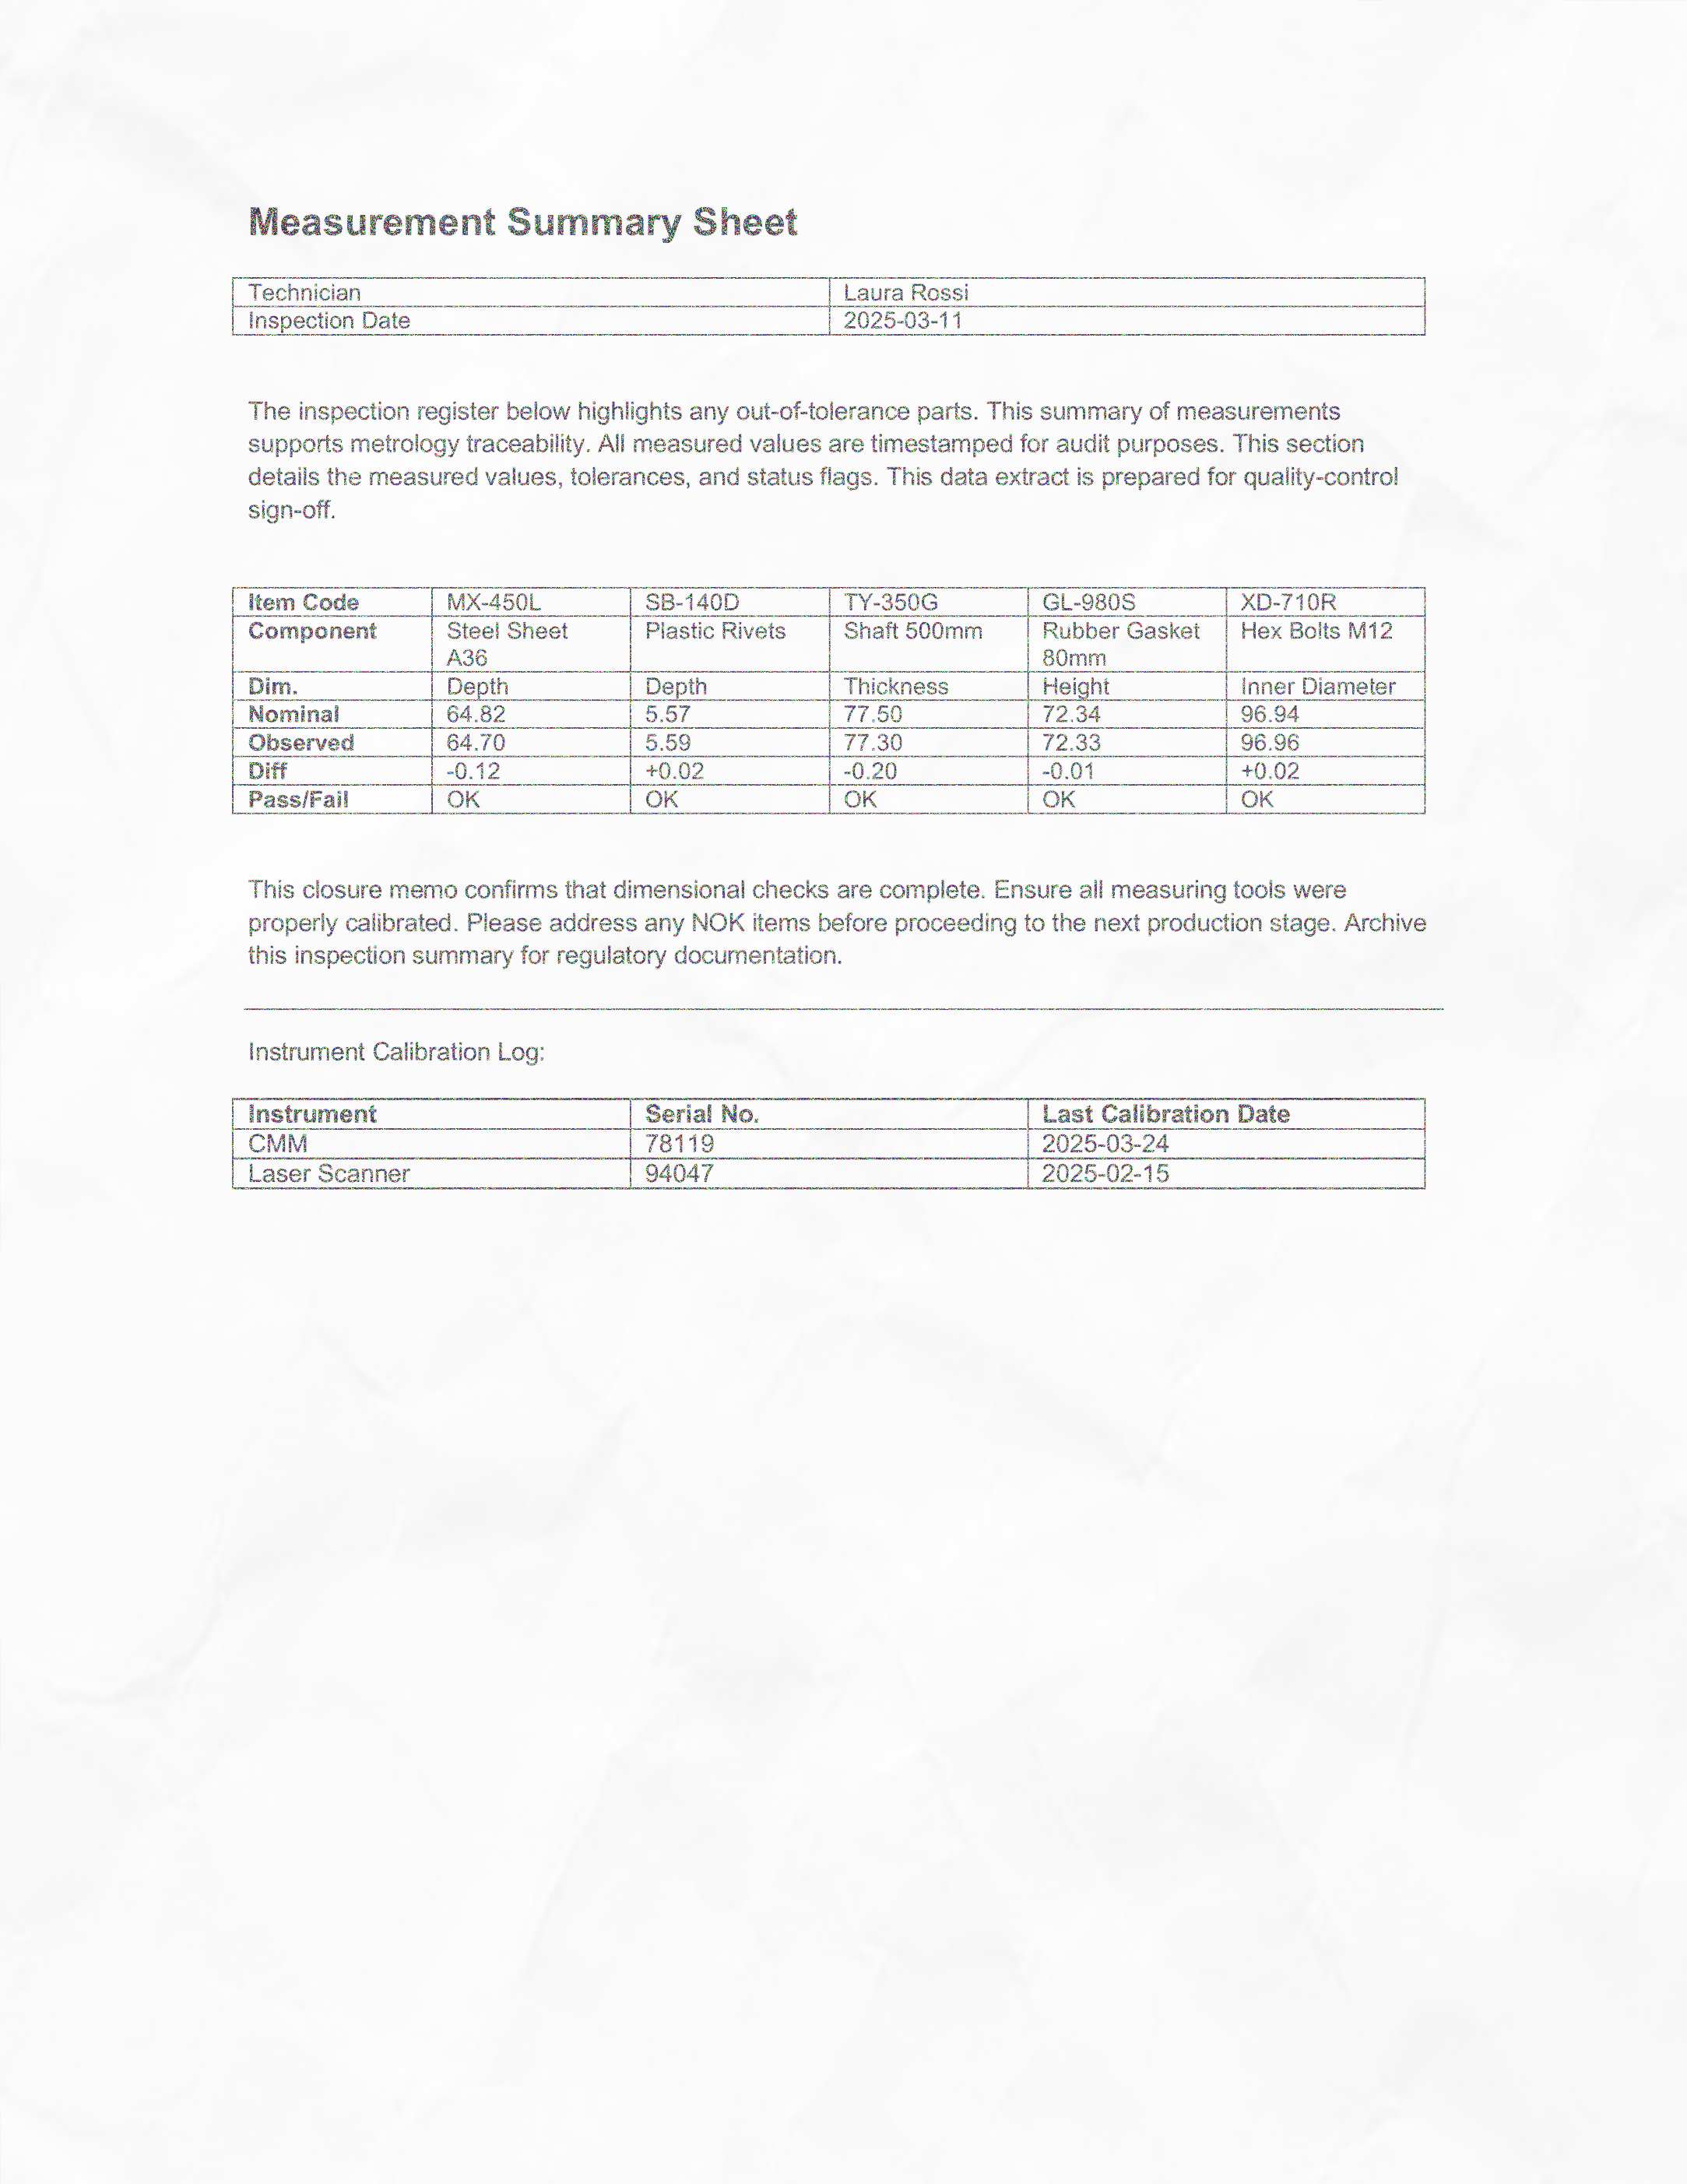 Measurement Summary Sheet
Technician Laura Rossi
Inspection Date 2025-03-11
The inspection register below highlights any out-of-tolerance parts. This summary of measurements
supports metrology traceability. All measured values are timestamped for audit purposes. This section
details the measured values, tolerances, and status flags. This data extract is prepared for quality-control
sign-off.
Item Code MX-450L SB-140D TY-350G GL-980S XD-710R
Component Steel Sheet Plastic Rivets Shaft 500mm Rubber Gasket Hex Bolts M12
A36 80mm
Dim. Depth Depth Thickness Height Inner Diameter
Nominal 64.82 5.57 77.50 72.34 96.94
Observed 64.70 5.59 77.30 72.33 96.96
Diff -0.12 +0.02 -0.20 -0.01 +0.02
Pass/Fail OK OK OK OK OK
This closure memo confirms that dimensional checks are complete. Ensure all measuring tools were
properly calibrated. Please address any NOK items before proceeding to the next production stage. Archive
this inspection summary for regulatory documentation.
Instrument Calibration Log:
Instrument Serial No. Last Calibration Date
CMM 78119 2025-03-24
Laser Scanner 94047 2025-02-15